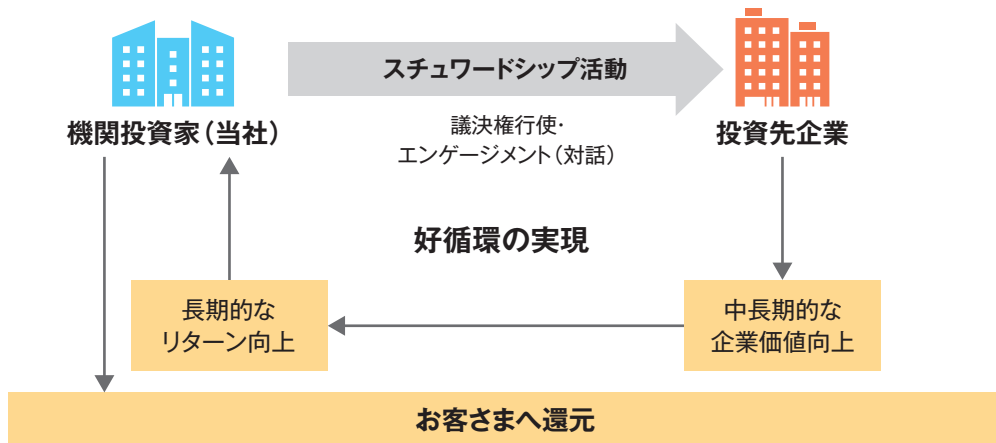 スチュワードシップ活動
機関投資家(当社)
議決権行使・
エンゲージメント(対話)
投資先企業
好循環の実現
長期的な
リターン向上
中長期的な
企業価値向上
お客さまへ還元